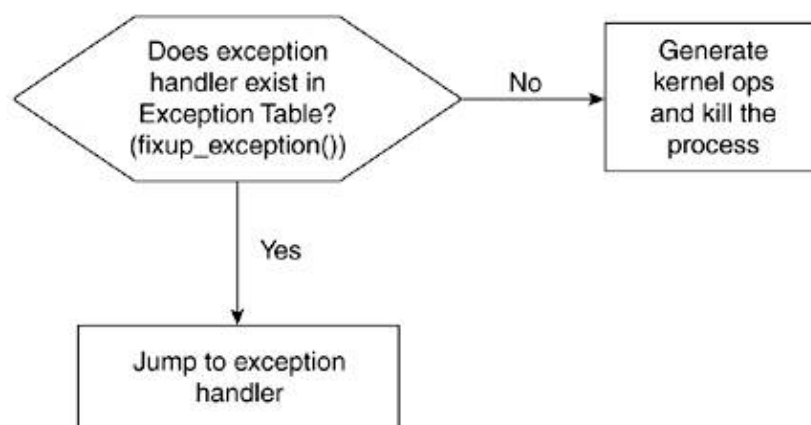 Does exception
handler exist in
Exception Table?
(fixup_exception())
No
Generate
kernel ops
and kill the
process
Yes
Jump to exception
handler